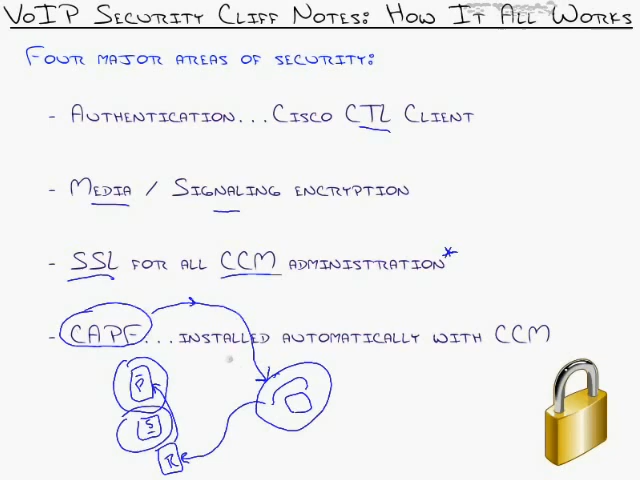 VoIP Security Cliff Notes: How It All Works
Four major areas of security:
- Authentication...Cisco CTL Client
- Media / Signaling encryption
- SSL for all CCM administration*
- CAPF...installed automatically with CCM
P
S
R